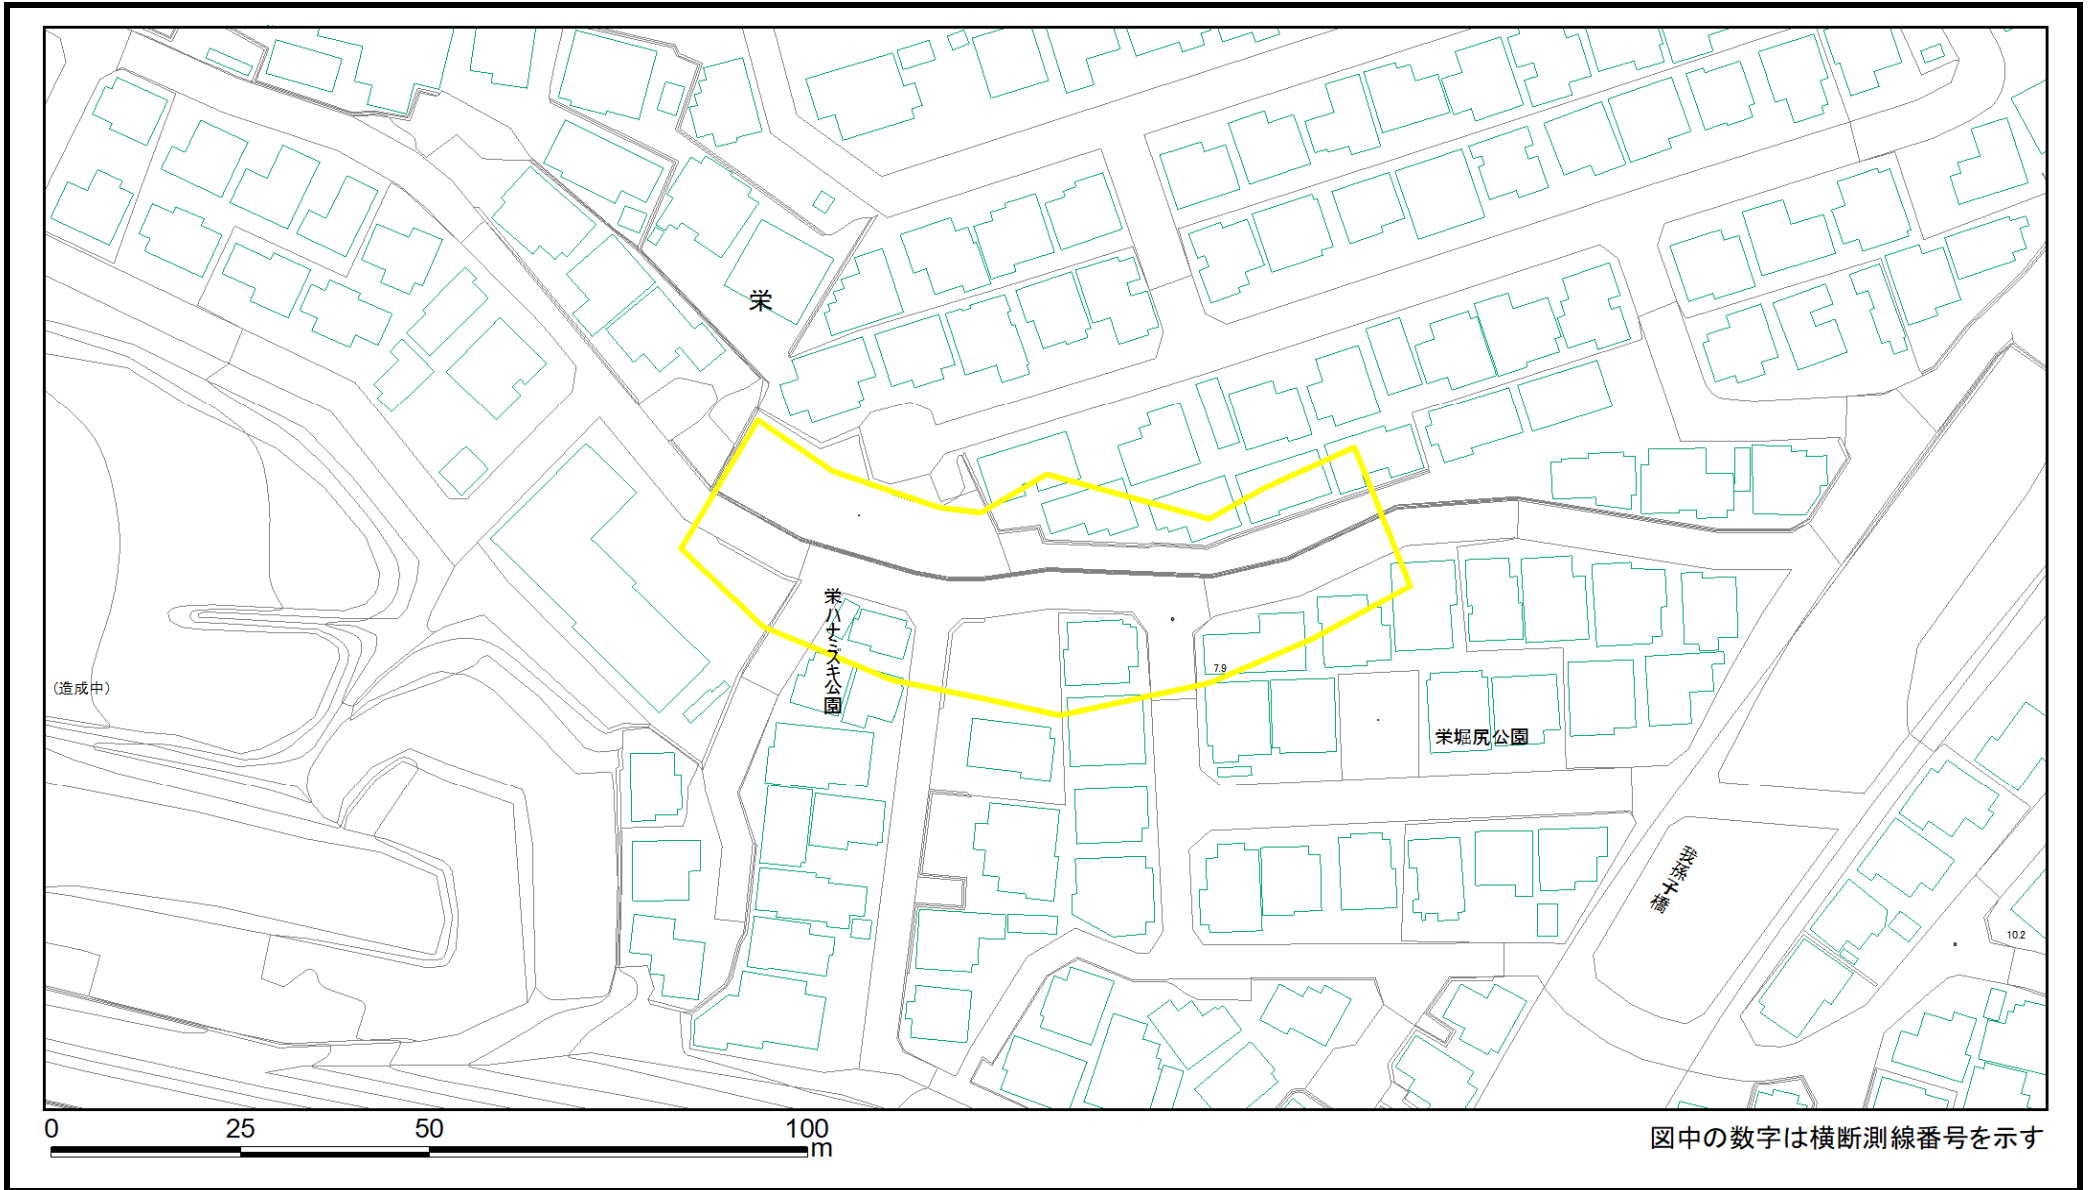 栄
栄ハナミズキ公園
(造成中)
7.9
栄堀尻公園
我孫子橋
10.2
0 25 50 100
m
図中の数字は横断測線番号を示す